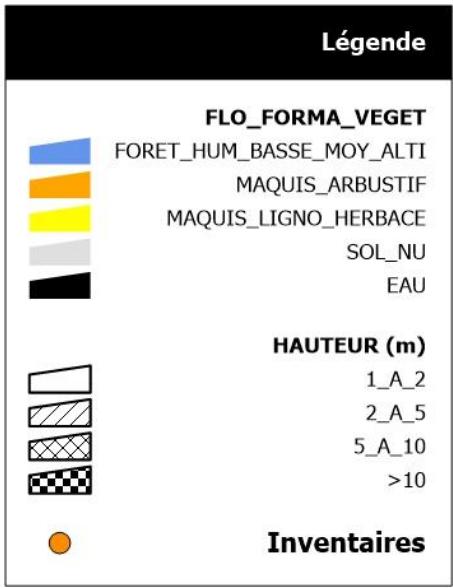 Légende
FLO_FORMA_VEGET
FORET_HUM_BASSE_MOY_ALTI
MAQUIS_ARBUSTIF
MAQUIS_LIGNO_HERBACE
SOL_NU
EAU
HAUTEUR (m)
1_A_2
2_A_5
5_A_10
>10
Inventaires